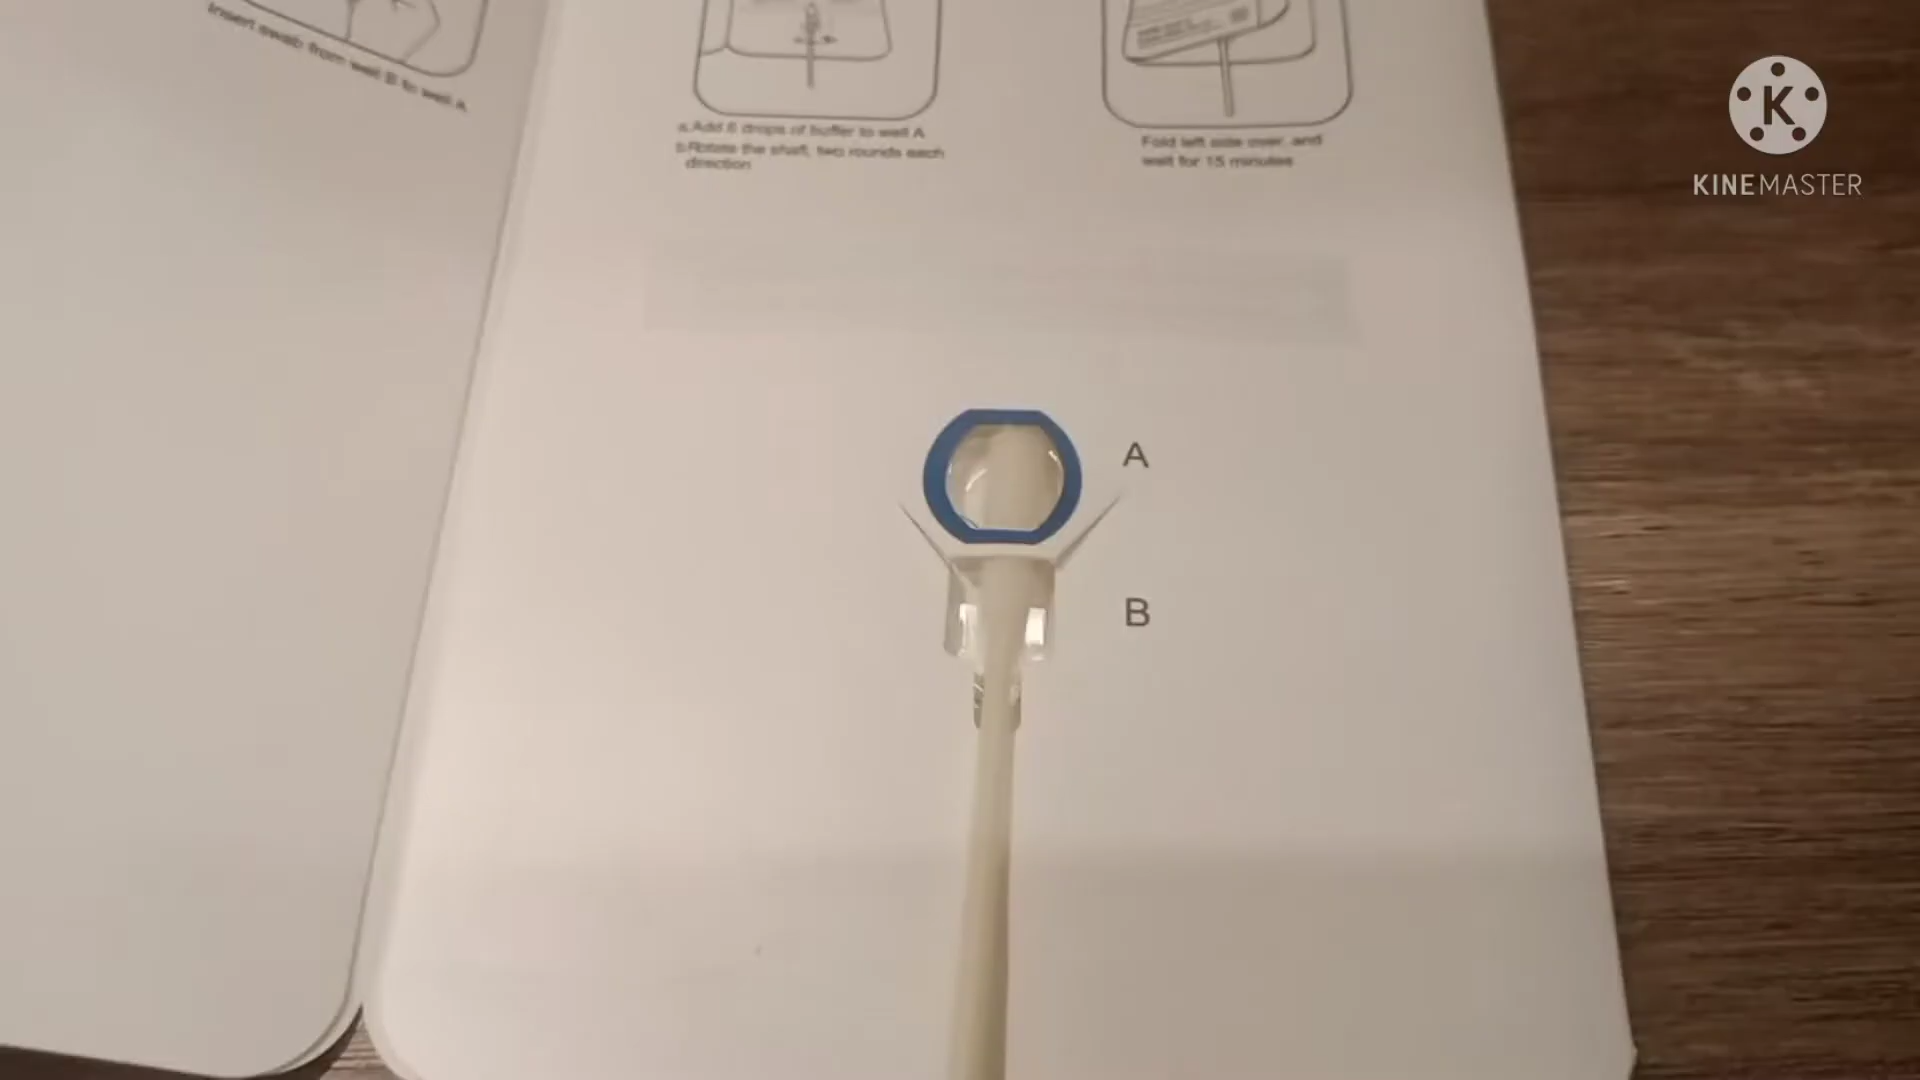 Insert swab from well B to well A
a.Add 6 drops of buffer to well A
b.Rotate the shaft, two rounds each
direction
Fold left side over, and
wait for 15 minutes
K
KINEMASTER
A
B